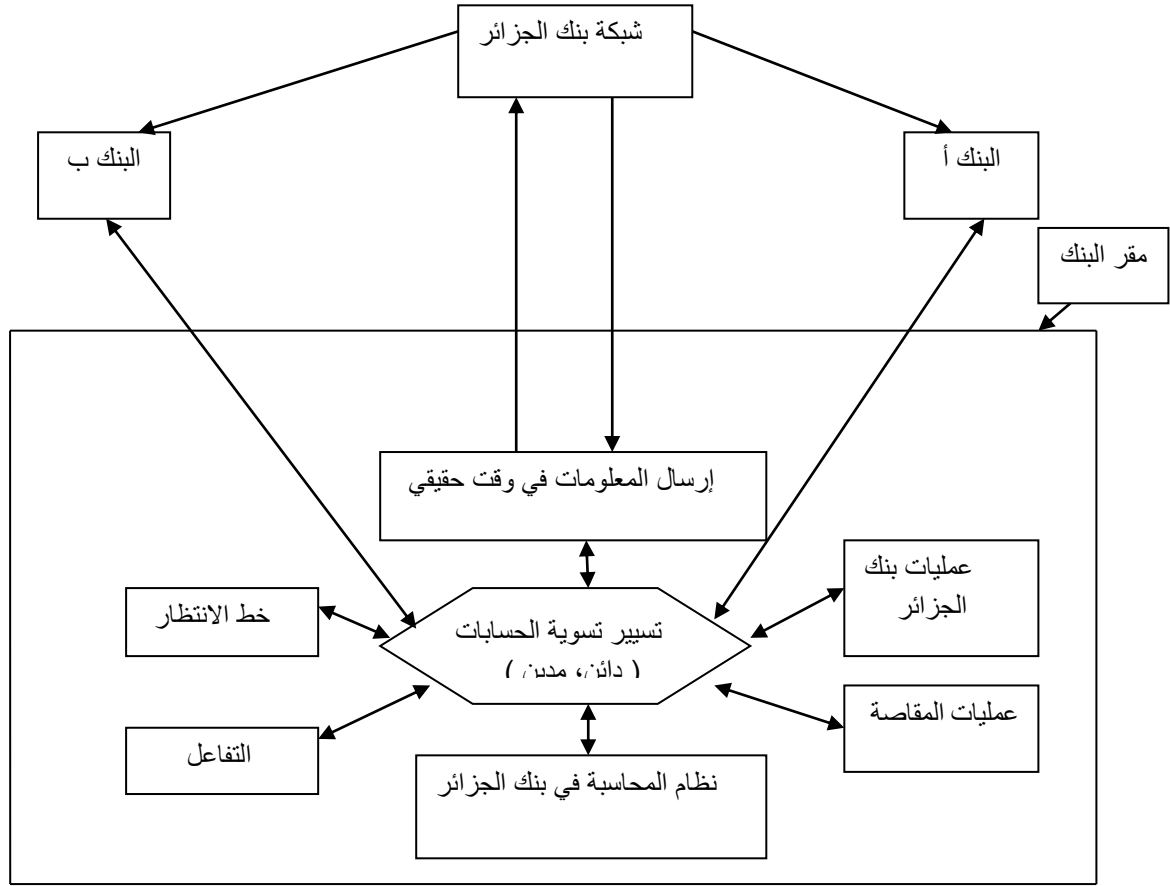 شبكة بنك الجزائر
البنك أ
البنك ب
مقر البنك
إرسال المعلومات في وقت حقيقي
عمليات بنك
الجزائر
تسيير تسوية الحسابات
( دائن، مدين )
خط الانتظار
عمليات المقاصة
التفاعل
نظام المحاسبة في بنك الجزائر